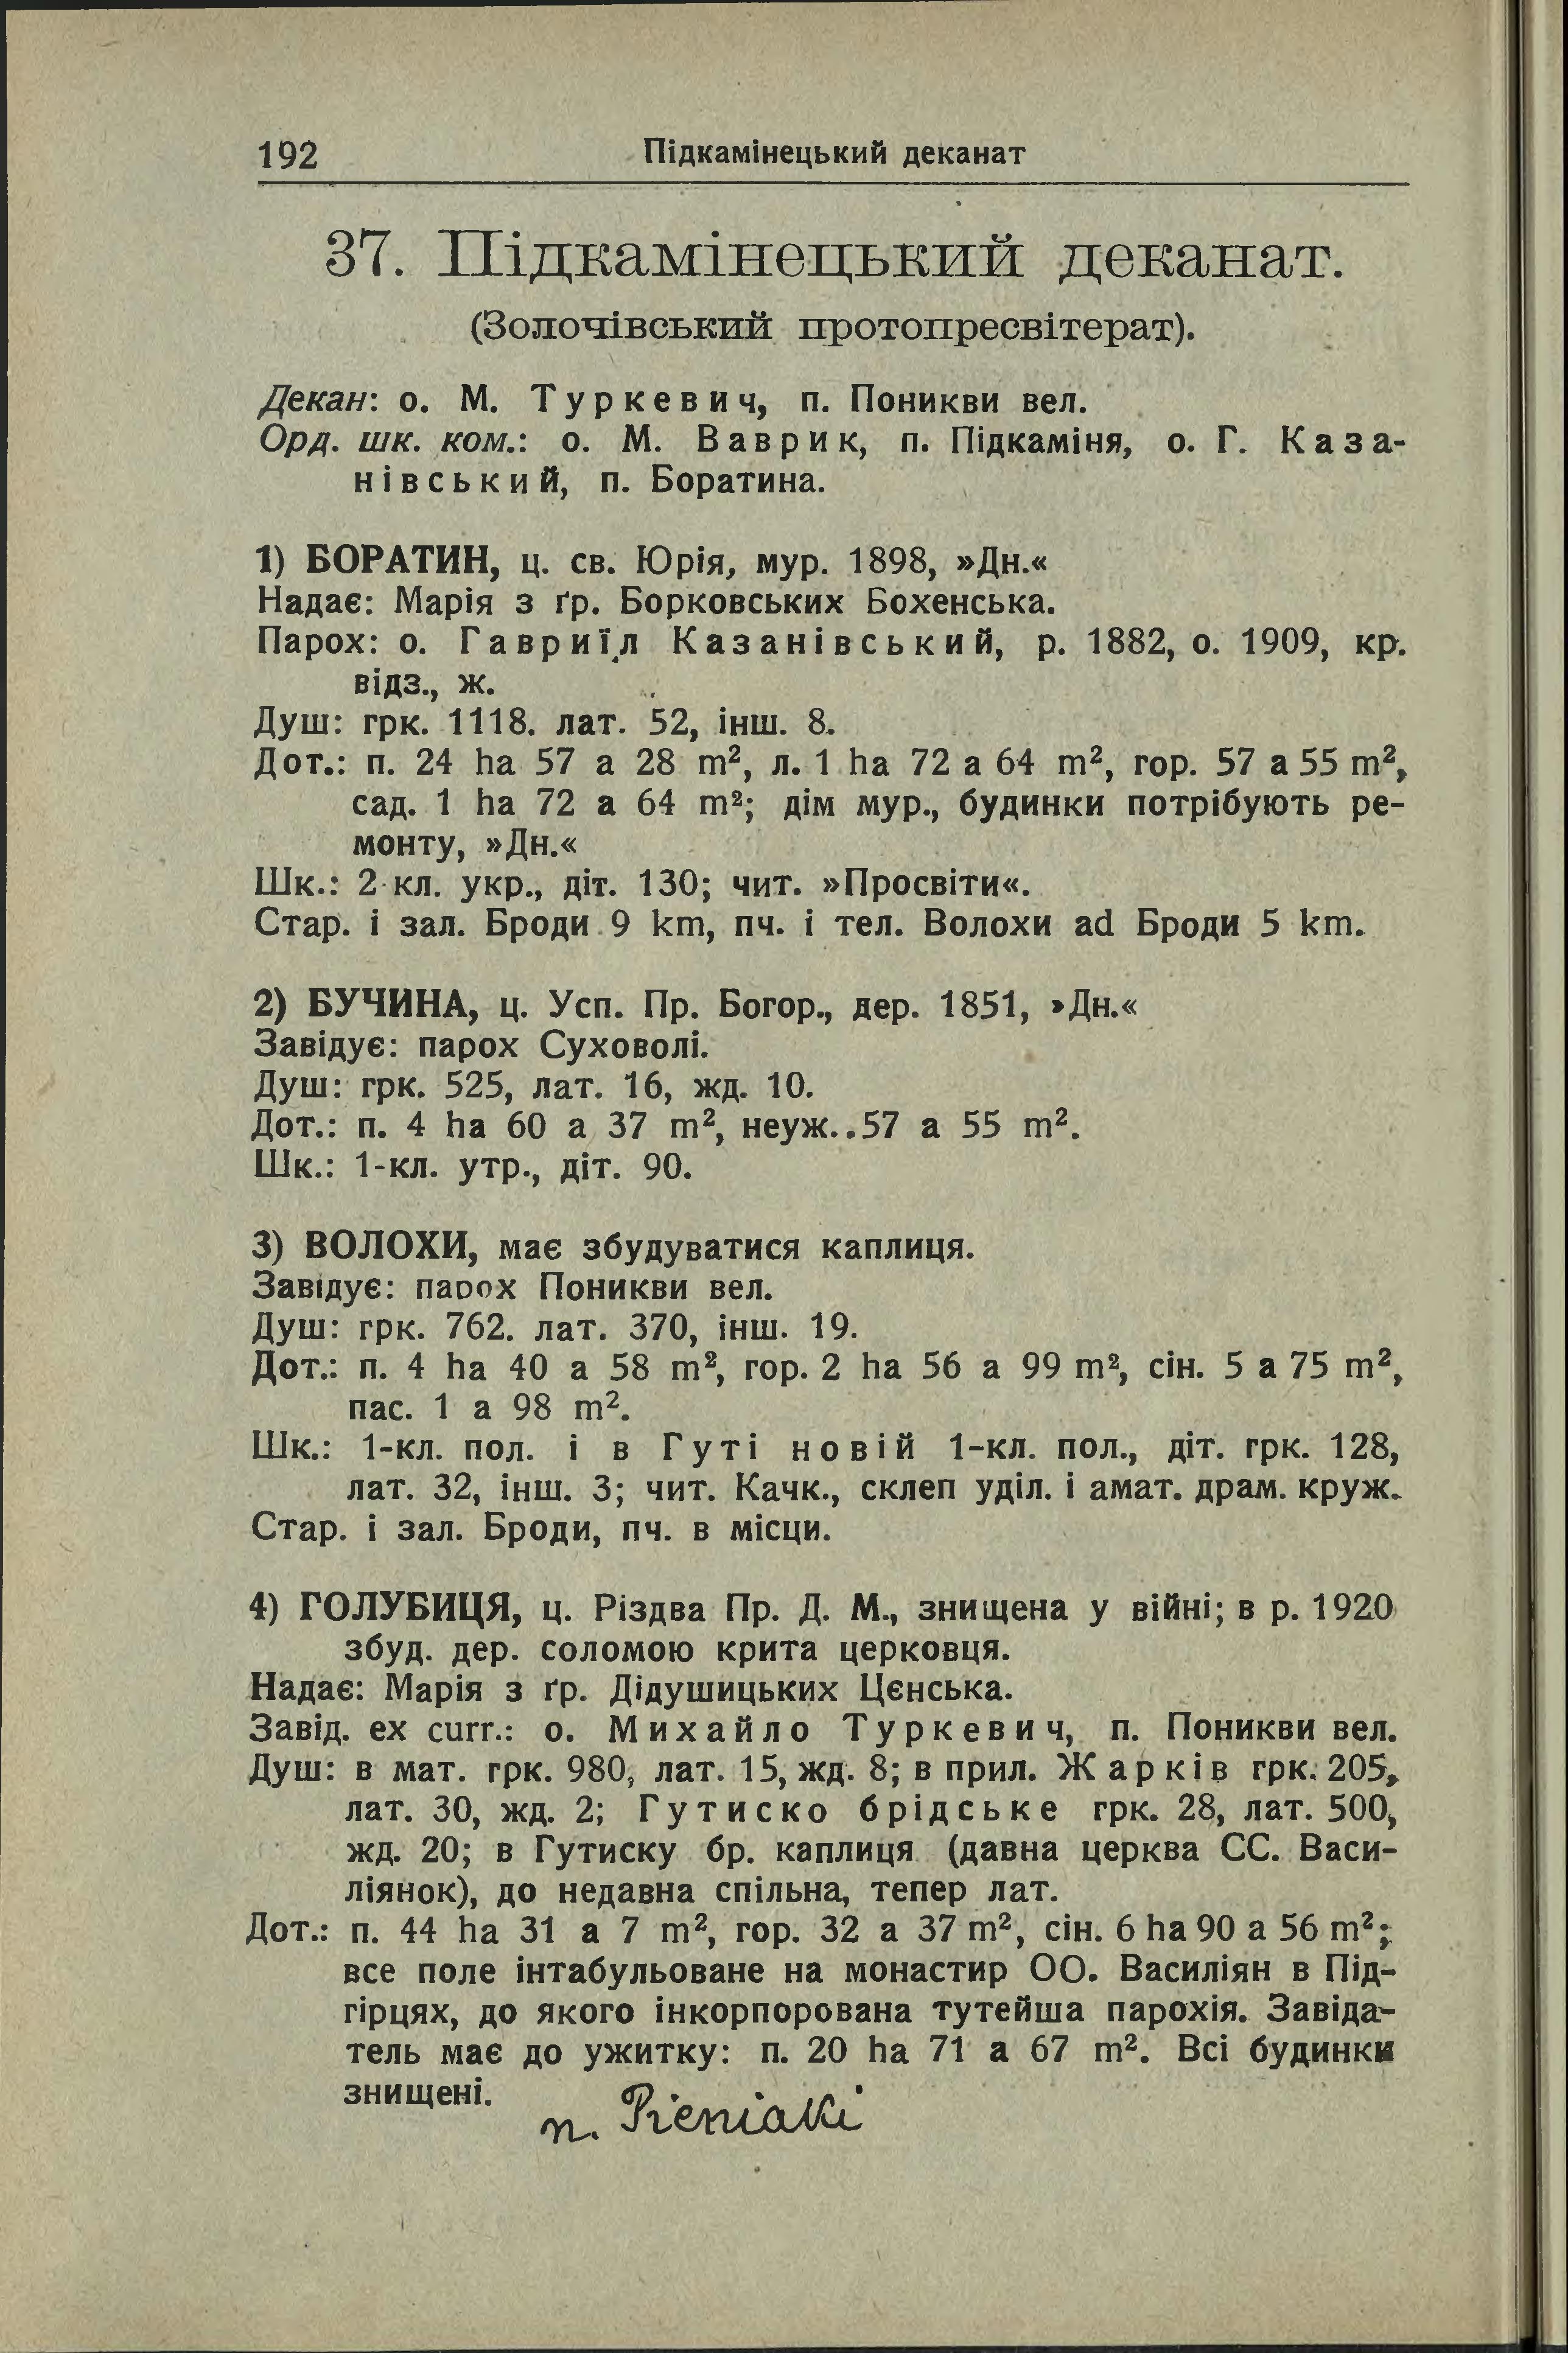 192 Підкамінецький деканат
37. Підкамінецький деканат.
(Золочівський протопресвітерат).
Декан: о. М. Туркевич, п. Поникви вел.
Орд. шк. ком.: о. М. Ваврик, п. Підкаміня, о. Г. Каза-
нівський, п. Боратина.
1) БОРАТИН, ц. св. Юрія, мур. 1898, »Дн.«
Надає: Марія з ґр. Борковських Бохенська.
Парох: о. Гавриїл Казанівський, р. 1882, о. 1909, кр.
відз., ж.
Душ: грк. 1118. лат. 52, інш. 8.
Дот.: п. 24 ha 57 a 28 m², л. 1 ha 72 a 64 m², гор. 57 a 55 m²,
сад. 1 ha 72 a 64 m²; дім мур., будинки потрібують ре-
монту, »Дн.«
Шк.: 2 кл. укр., діт. 130; чит. »Просвіти«.
Стар. і зал. Броди 9 km, пч. і тел. Волохи ad Броди 5 km.
2) БУЧИНА, ц. Усп. Пр. Богор., дер. 1851, »Дн.«
Завідує: парох Суховолі.
Душ: грк. 525, лат. 16, жд. 10.
Дот.: п. 4 ha 60 a 37 m², неуж..57 a 55 m².
Шк.: 1-кл. утр., діт. 90.
3) ВОЛОХИ, має збудуватися каплиця.
Завідує: парох Поникви вел.
Душ: грк. 762. лат. 370, інш. 19.
Дот.: п. 4 ha 40 a 58 m², гор. 2 ha 56 a 99 m², сін. 5 a 75 m²,
пас. 1 a 98 m².
Шк.: 1-кл. пол. і в Гуті новій 1-кл. пол., діт. грк. 128,
лат. 32, інш. 3; чит. Качк., склеп уділ. і амат. драм. круж.
Стар. і зал. Броди, пч. в місци.
4) ГОЛУБИЦЯ, ц. Різдва Пр. Д. М., знищена у війні; в р. 1920
збуд. дер. соломою крита церковця.
Надає: Марія з ґр. Дідушицьких Цєнська.
Завід. ex curr.: о. Михайло Туркевич, п. Поникви вел.
Душ: в мат. грк. 980, лат. 15, жд. 8; в прил. Жарків грк. 205,
лат. 30, жд. 2; Гутиско брідське грк. 28, лат. 500,
жд. 20; в Гутиску бр. каплиця (давна церква СС. Васи-
ліянок), до недавна спільна, тепер лат.
Дот.: п. 44 ha 31 a 7 m², гор. 32 a 37 m², сін. 6 ha 90 a 56 m²;
все поле інтабульоване на монастир ОО. Василіян в Під-
гірцях, до якого інкорпорована тутейша парохія. Завіда-
тель має до ужитку: п. 20 ha 71 a 67 m². Всі будинки
знищені.
п. Pieniaki